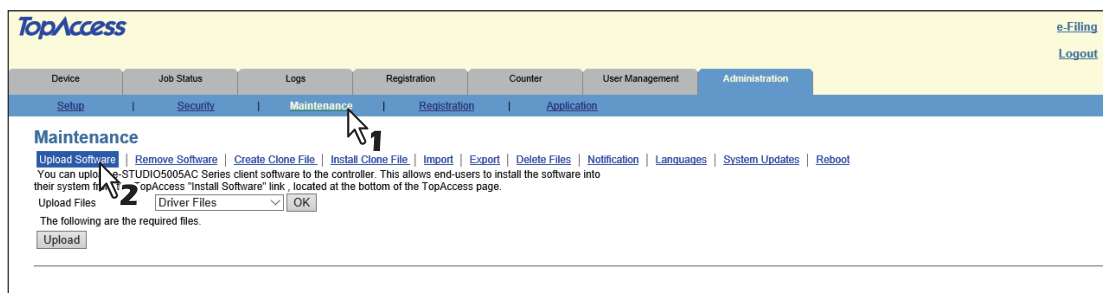 TopAccess
e-Filing
Logout
Device Job Status Logs Registration Counter User Management Administration
Setup | Security | Maintenance | Registration | Application
1
Maintenance
Upload Software | Remove Software | Create Clone File | Install Clone File | Import | Export | Delete Files | Notification | Languages | System Updates | Reboot
You can uploa e-STUDIO5005AC Series client software to the controller. This allows end-users to install the software into
their system fr TopAccess "Install Software" link , located at the bottom of the TopAccess page.
2
Upload Files Driver Files OK
The following are the required files.
Upload